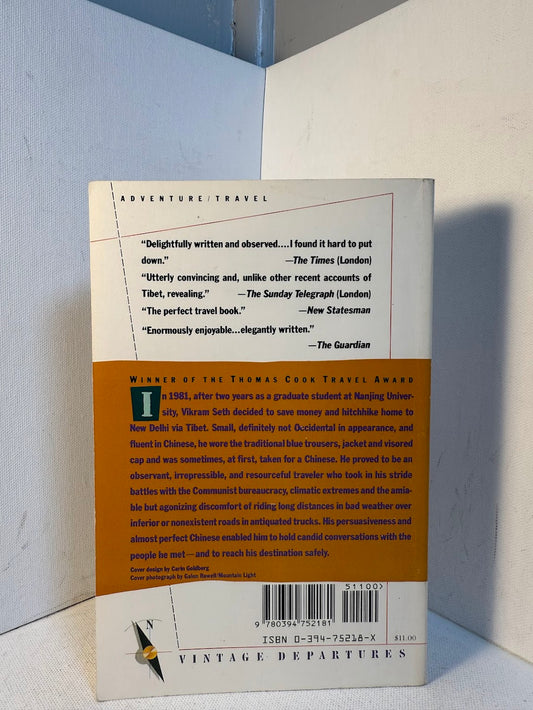 ADVENTURE/TRAVEL
“Delightfully written and observed....I found it hard to put
down.” —The Times (London)
“Utterly convincing and, unlike other recent accounts of
Tibet, revealing.” —The Sunday Telegraph (London)
“The perfect travel book.” —New Statesman
“Enormously enjoyable...elegantly written.”
—The Guardian
WINNER OF THE THOMAS COOK TRAVEL AWARD
In 1981, after two years as a graduate student at Nanjing Univer-
sity, Vikram Seth decided to save money and hitchhike home to
New Delhi via Tibet. Small, definitely not Occidental in appearance, and
fluent in Chinese, he wore the traditional blue trousers, jacket and visored
cap and was sometimes, at first, taken for a Chinese. He proved to be an
observant, irrepressible, and resourceful traveler who took in his stride
battles with the Communist bureaucracy, climatic extremes and the amia-
ble but agonizing discomfort of riding long distances in bad weather over
inferior or nonexistent roads in antiquated trucks. His persuasiveness and
almost perfect Chinese enabled him to hold candid conversations with the
people he met—and to reach his destination safely.
Cover design by Carin Goldberg
Cover photograph by Galen Rowell/Mountain Light
51100>
9 780394 752181
ISBN 0-394-75218-X
$11.00
N
VINTAGE DEPARTURES